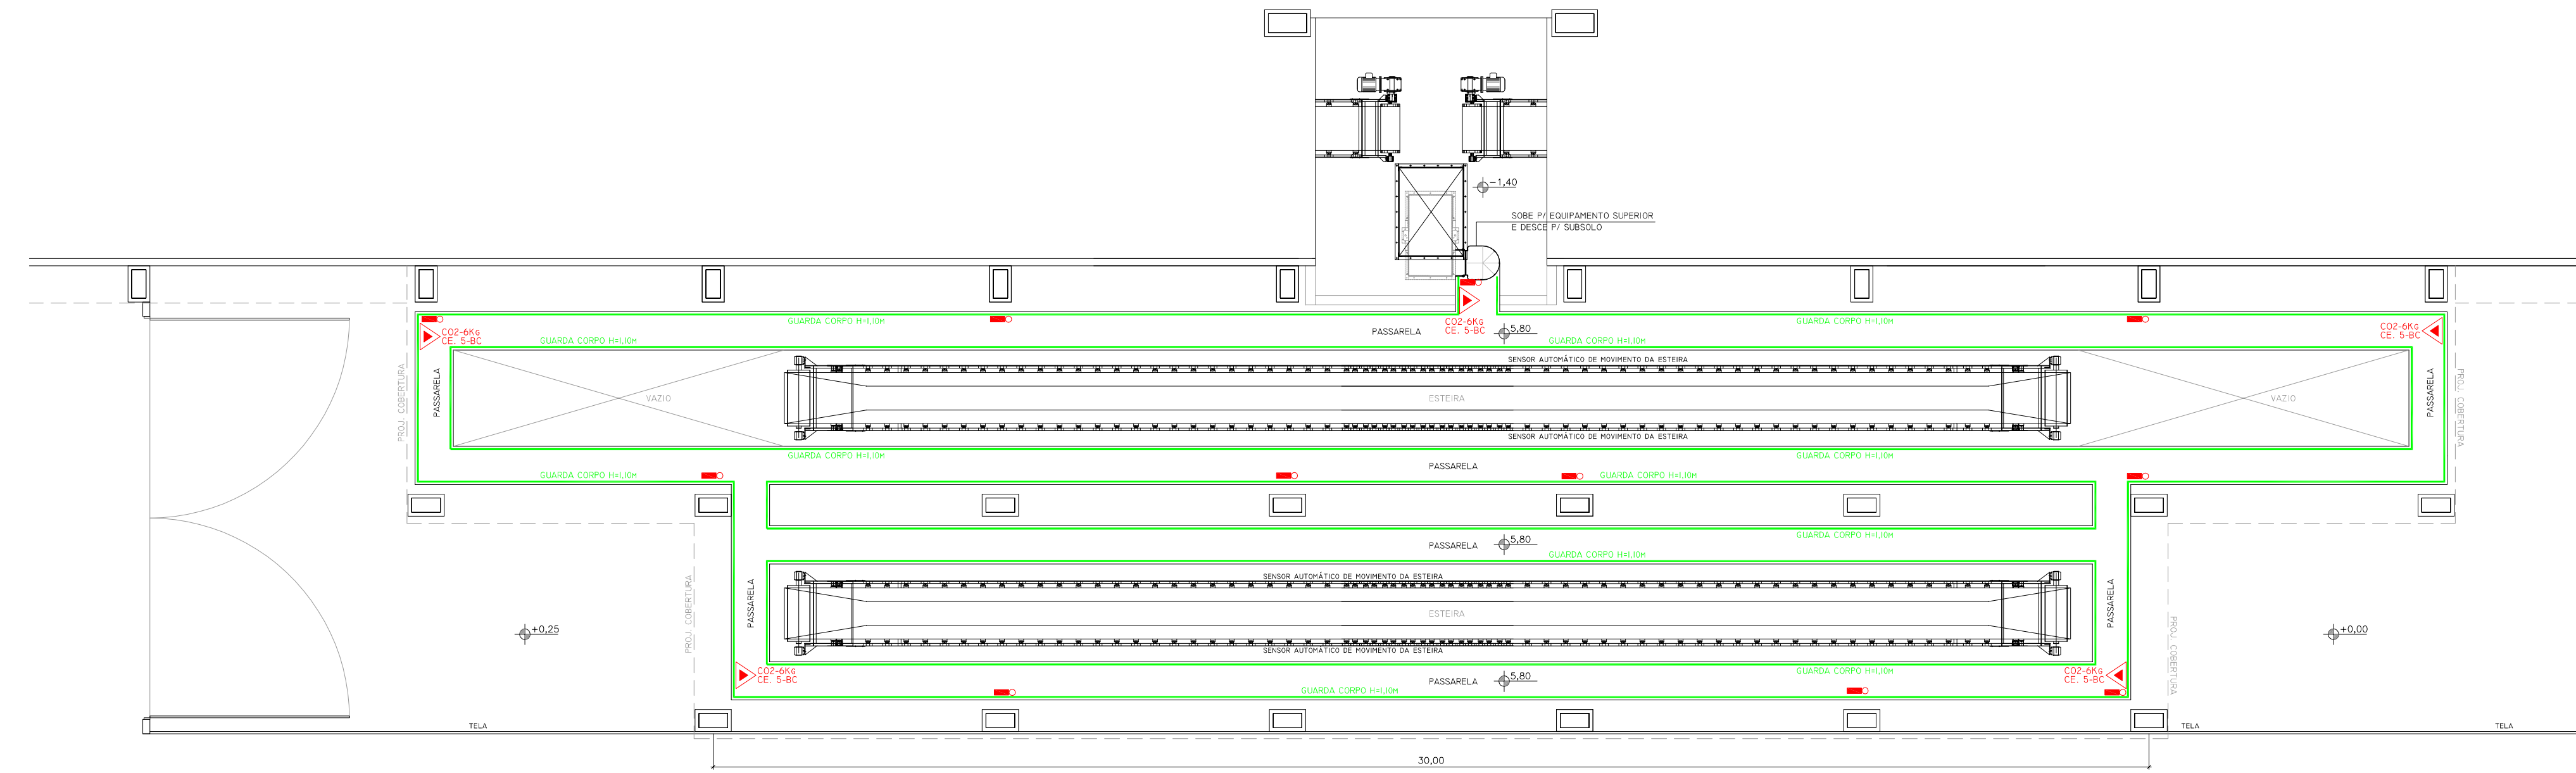 -1,40
SOBE P/ EQUIPAMENTO SUPERIOR
E DESCE P/ SUBSOLO
GUARDA CORPO H=1,10M
CO2-6KG
CE. 5-BC
PASSARELA
5,80
GUARDA CORPO H=1,10M
CO2-6KG
CE. 5-BC
CO2-6KG
CE. 5-BC
GUARDA CORPO H=1,10M
GUARDA CORPO H=1,10M
SENSOR AUTOMÁTICO DE MOVIMENTO DA ESTEIRA
PROJ. COBERTURA
PASSARELA
VAZIO
ESTEIRA
VAZIO
PASSARELA
PROJ. COBERTURA
SENSOR AUTOMÁTICO DE MOVIMENTO DA ESTEIRA
GUARDA CORPO H=1,10M
GUARDA CORPO H=1,10M
PASSARELA
GUARDA CORPO H=1,10M
GUARDA CORPO H=1,10M
GUARDA CORPO H=1,10M
PASSARELA
5,80
GUARDA CORPO H=1,10M
SENSOR AUTOMÁTICO DE MOVIMENTO DA ESTEIRA
PROJ. COBERTURA
PASSARELA
ESTEIRA
PASSARELA
PROJ. COBERTURA
+0,25
+0,00
SENSOR AUTOMÁTICO DE MOVIMENTO DA ESTEIRA
CO2-6KG
CE. 5-BC
GUARDA CORPO H=1,10M
CO2-6KG
CE. 5-BC
PASSARELA
5,80
GUARDA CORPO H=1,10M
TELA
TELA
TELA
30,00